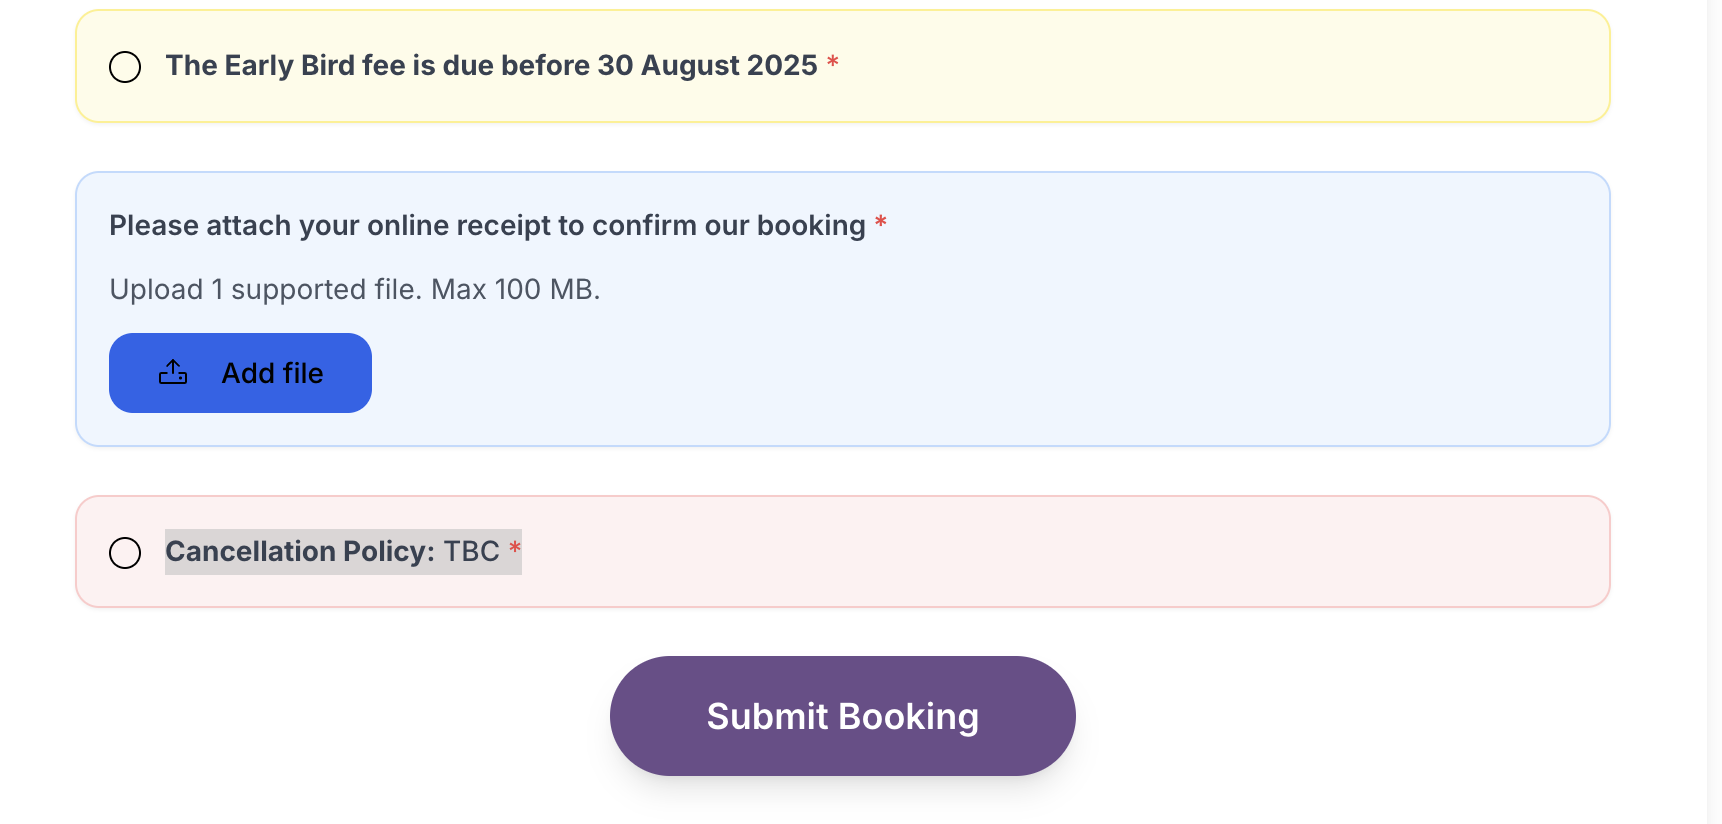 The Early Bird fee is due before 30 August 2025 *
Please attach your online receipt to confirm our booking *
Upload 1 supported file. Max 100 MB.
Add file
Cancellation Policy: TBC *
Submit Booking